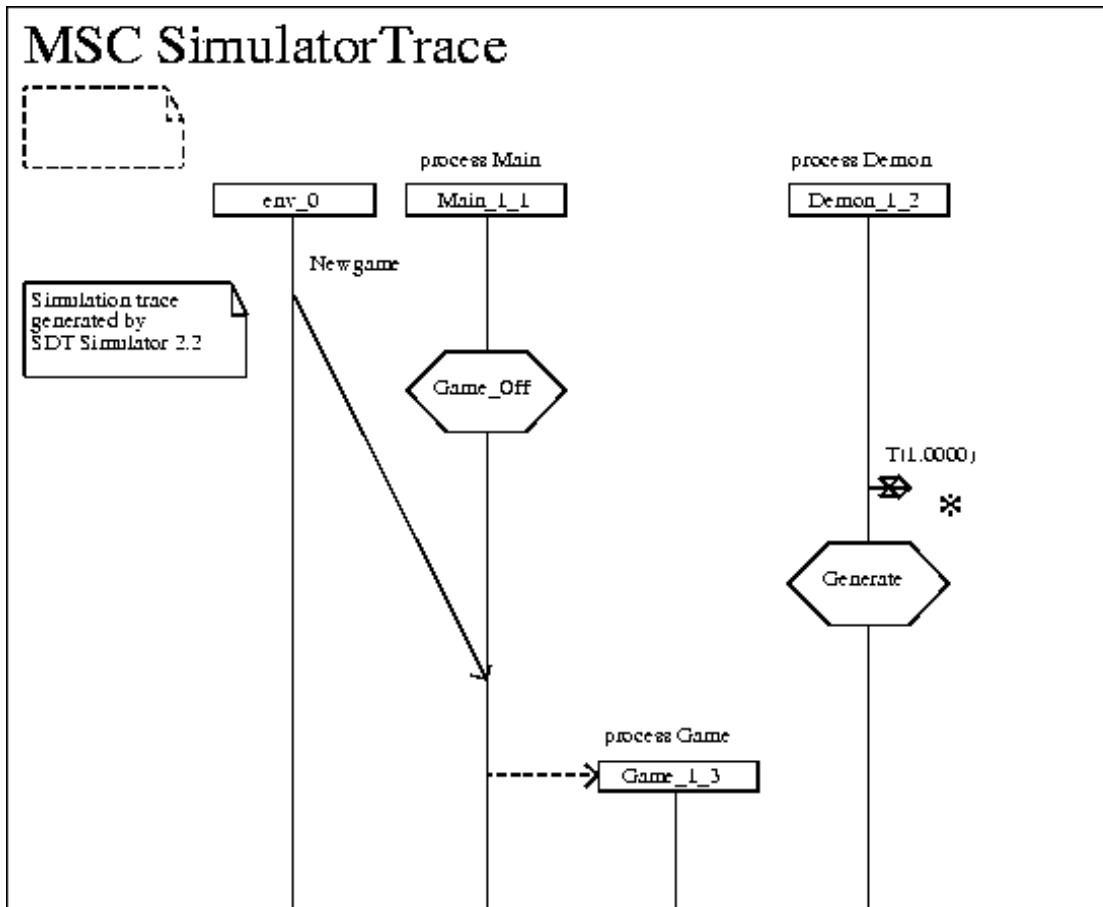 MSC SimulatorTrace
process Main
process Demon
env_0
Main_1_1
Demon_1_2
Newgame
Simulation trace
generated by
SDT Simulator 2.2
Game_Off
T(1.0000)
*
Generate
process Game
Game_1_3